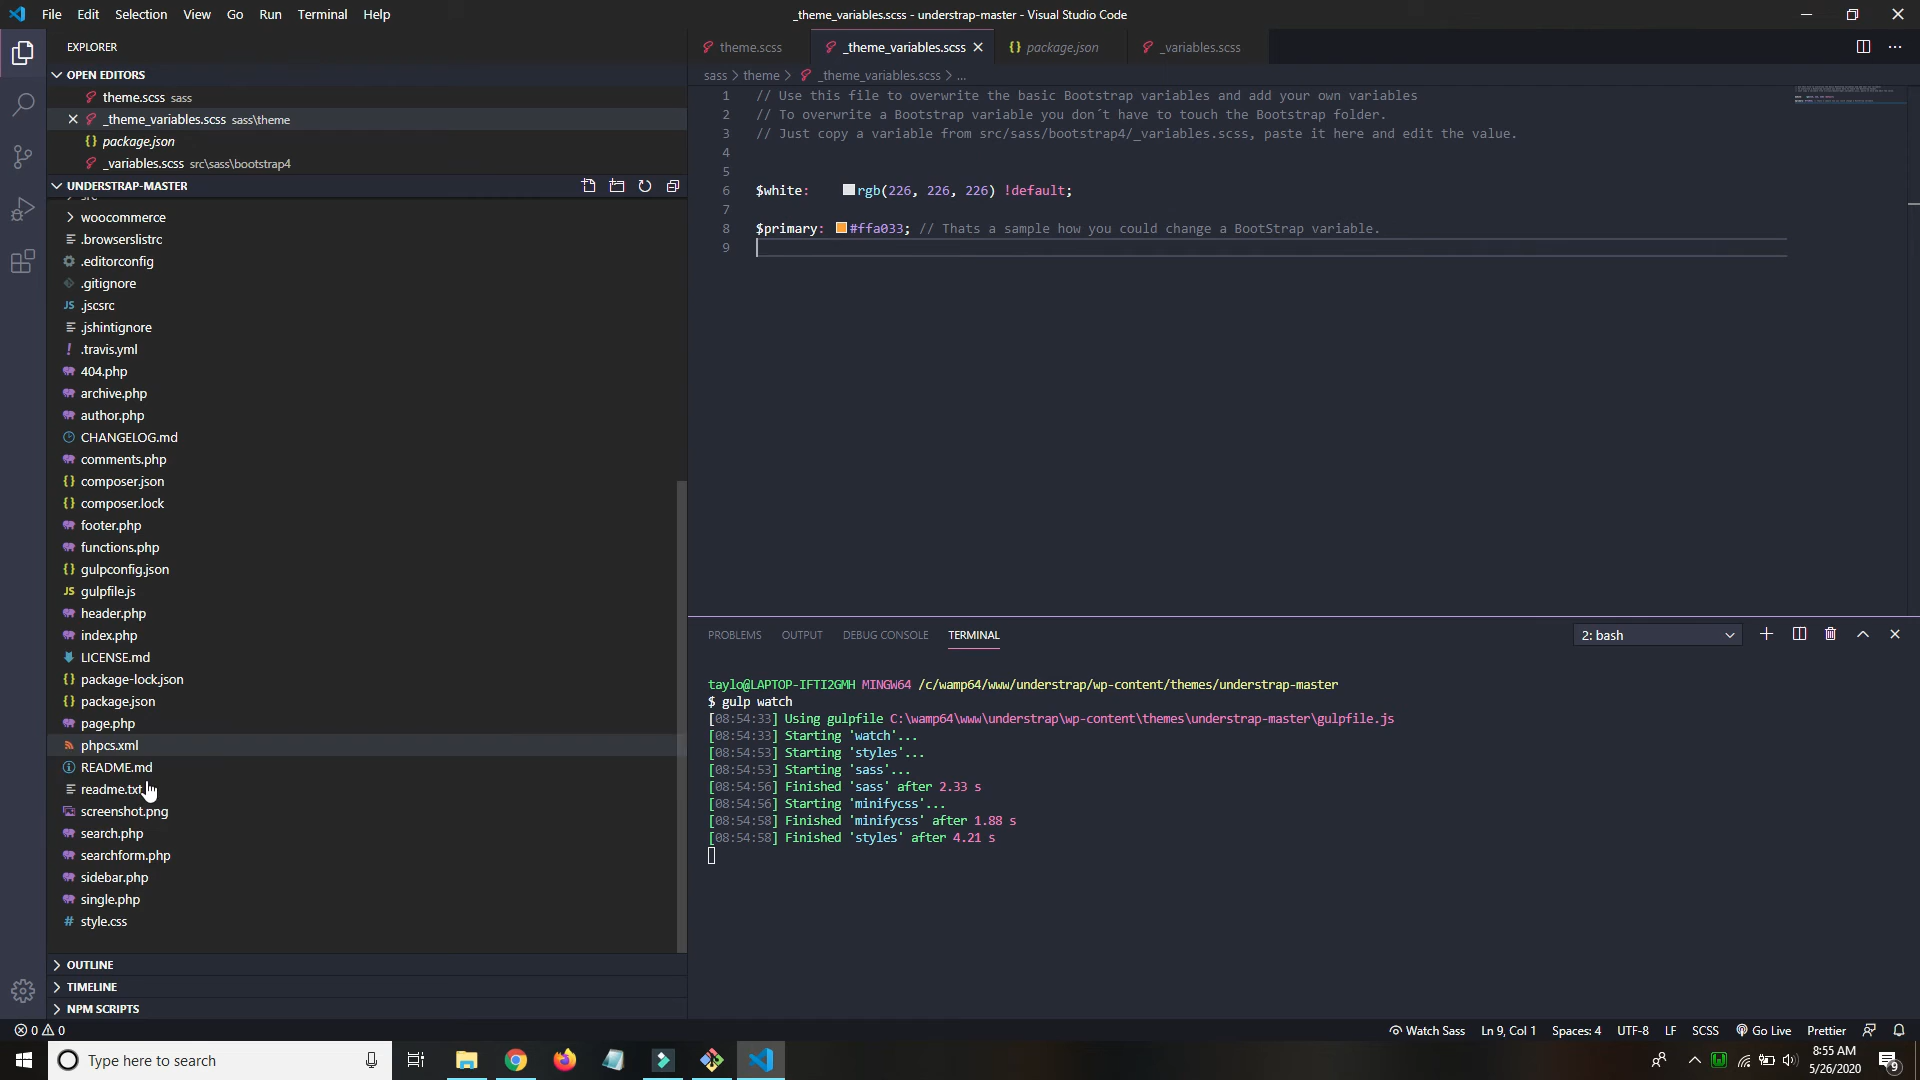 File Edit Selection View Go Run Terminal Help
_theme_variables.scss - understrap-master - Visual Studio Code
EXPLORER
OPEN EDITORS
theme.scss sass
_theme_variables.scss sass\theme
package.json
_variables.scss src\sass\bootstrap4
UNDERSTRAP-MASTER
src
woocommerce
.browserslistrc
.editorconfig
.gitignore
.jscsrc
.jshintignore
.travis.yml
404.php
archive.php
author.php
CHANGELOG.md
comments.php
composer.json
composer.lock
footer.php
functions.php
gulpconfig.json
gulpfile.js
header.php
index.php
LICENSE.md
package-lock.json
package.json
page.php
phpcs.xml
README.md
readme.txt
screenshot.png
search.php
searchform.php
sidebar.php
single.php
style.css
OUTLINE
TIMELINE
NPM SCRIPTS
theme.scss _theme_variables.scss package.json _variables.scss
sass > theme > _theme_variables.scss > ...
1 // Use this file to overwrite the basic Bootstrap variables and add your own variables
2 // To overwrite a Bootstrap variable you don´t have to touch the Bootstrap folder.
3 // Just copy a variable from src/sass/bootstrap4/_variables.scss, paste it here and edit the value.
4
5
6 $white: rgb(226, 226, 226) !default;
7
8 $primary: #ffa033; // Thats a sample how you could change a BootStrap variable.
9
PROBLEMS OUTPUT DEBUG CONSOLE TERMINAL
2: bash
taylo@LAPTOP-IFTI2GMH MINGW64 /c/wamp64/www/understrap/wp-content/themes/understrap-master
$ gulp watch
[08:54:33] Using gulpfile C:\wamp64\www\understrap\wp-content\themes\understrap-master\gulpfile.js
[08:54:33] Starting 'watch'...
[08:54:53] Starting 'styles'...
[08:54:53] Starting 'sass'...
[08:54:56] Finished 'sass' after 2.33 s
[08:54:56] Starting 'minifycss'...
[08:54:58] Finished 'minifycss' after 1.88 s
[08:54:58] Finished 'styles' after 4.21 s
0 0
Watch Sass Ln 9, Col 1 Spaces: 4 UTF-8 LF SCSS Go Live Prettier
Type here to search
8:55 AM
5/26/2020
9